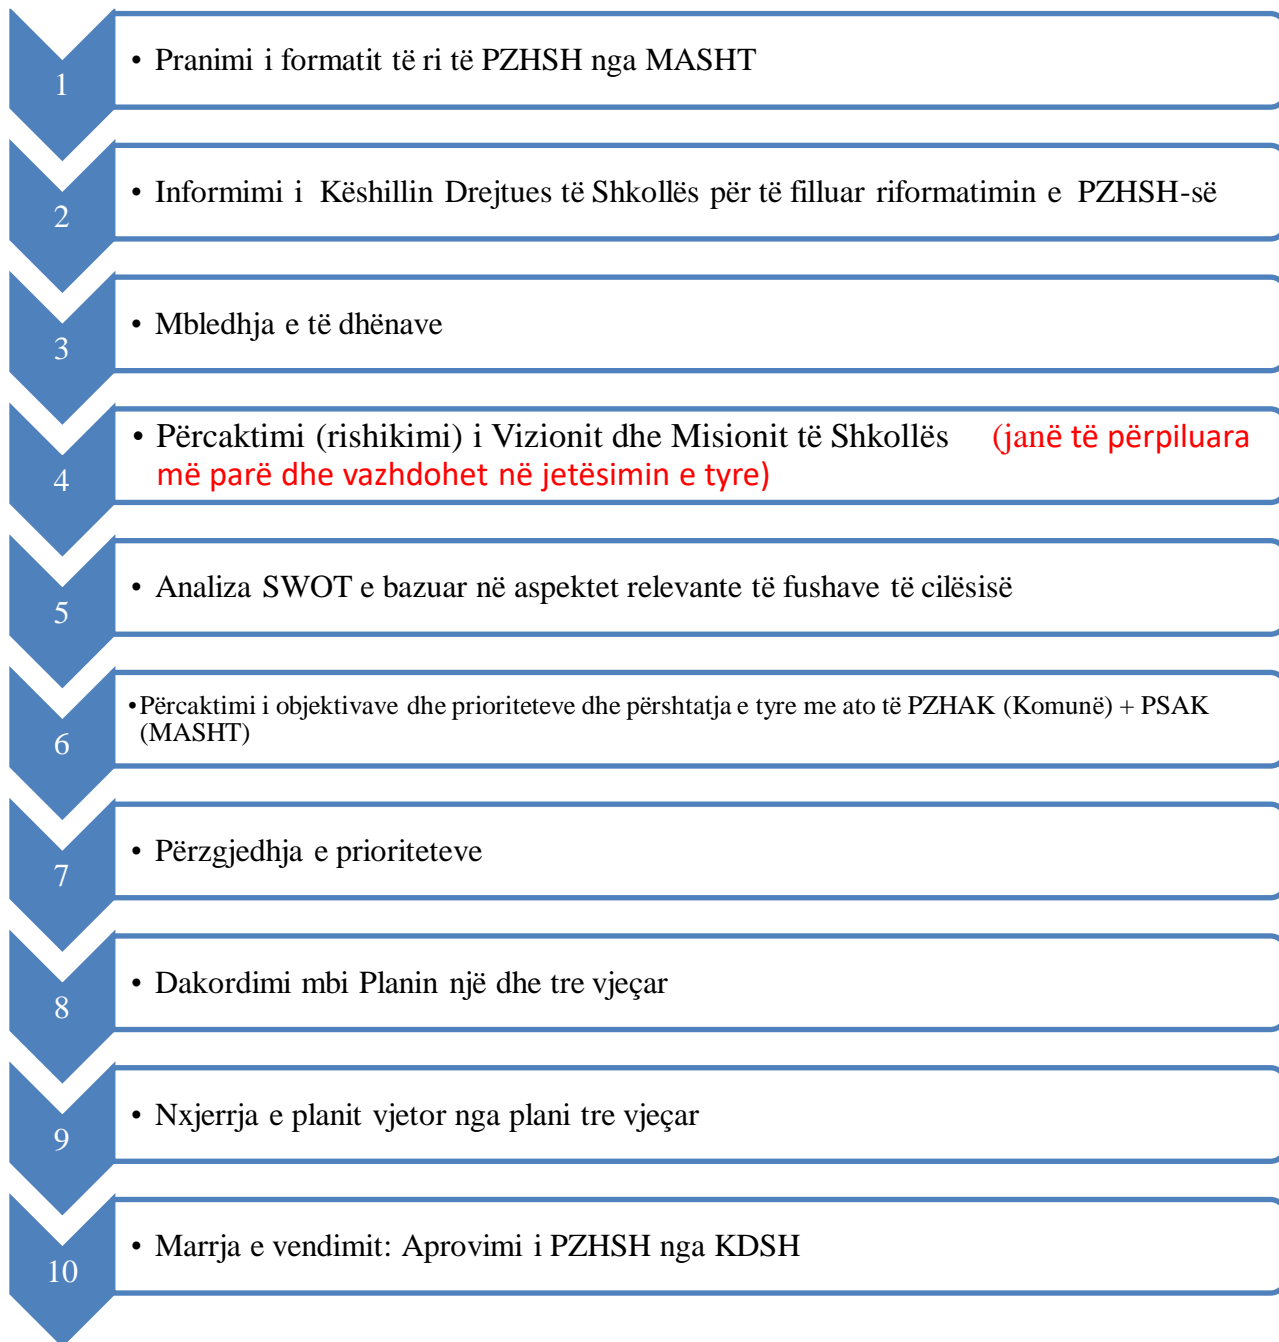 1
• Pranimi i formatit të ri të PZHSH nga MASHT
2
• Informimi i Këshillin Drejtues të Shkollës për të filluar riformatimin e PZHSH-së
3
• Mbledhja e të dhënave
4
• Përcaktimi (rishikimi) i Vizionit dhe Misionit të Shkollës (janë të përpiluara
më parë dhe vazhdohet në jetësimin e tyre)
5
• Analiza SWOT e bazuar në aspektet relevante të fushave të cilësisë
6
• Përcaktimi i objektivave dhe prioriteteve dhe përshtatja e tyre me ato të PZHAK (Komunë) + PSAK
(MASHT)
7
• Përzgjedhja e prioriteteve
8
• Dakordimi mbi Planin një dhe tre vjeçar
9
• Nxjerrja e planit vjetor nga plani tre vjeçar
10
• Marrja e vendimit: Aprovimi i PZHSH nga KDSH